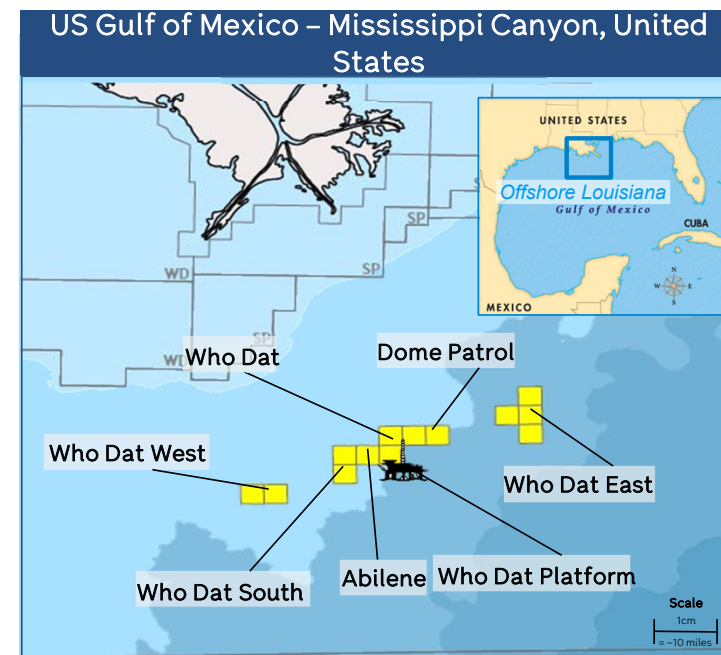 US Gulf of Mexico – Mississippi Canyon, United
States
UNITED STATES
Offshore Louisiana
Gulf of Mexico
CUBA
N
W
E
S
MEXICO
SP
WD
SP
SP
WD
Who Dat
Dome Patrol
Who Dat West
Who Dat East
Who Dat South
Abilene
Who Dat Platform
Scale
1cm
= ~10 miles